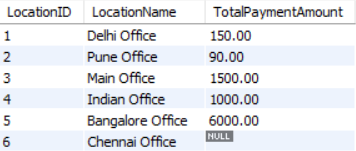 LocationID LocationName TotalPaymentAmount
1 Delhi Office 150.00
2 Pune Office 90.00
3 Main Office 1500.00
4 Indian Office 1000.00
5 Bangalore Office 6000.00
6 Chennai Office NULL